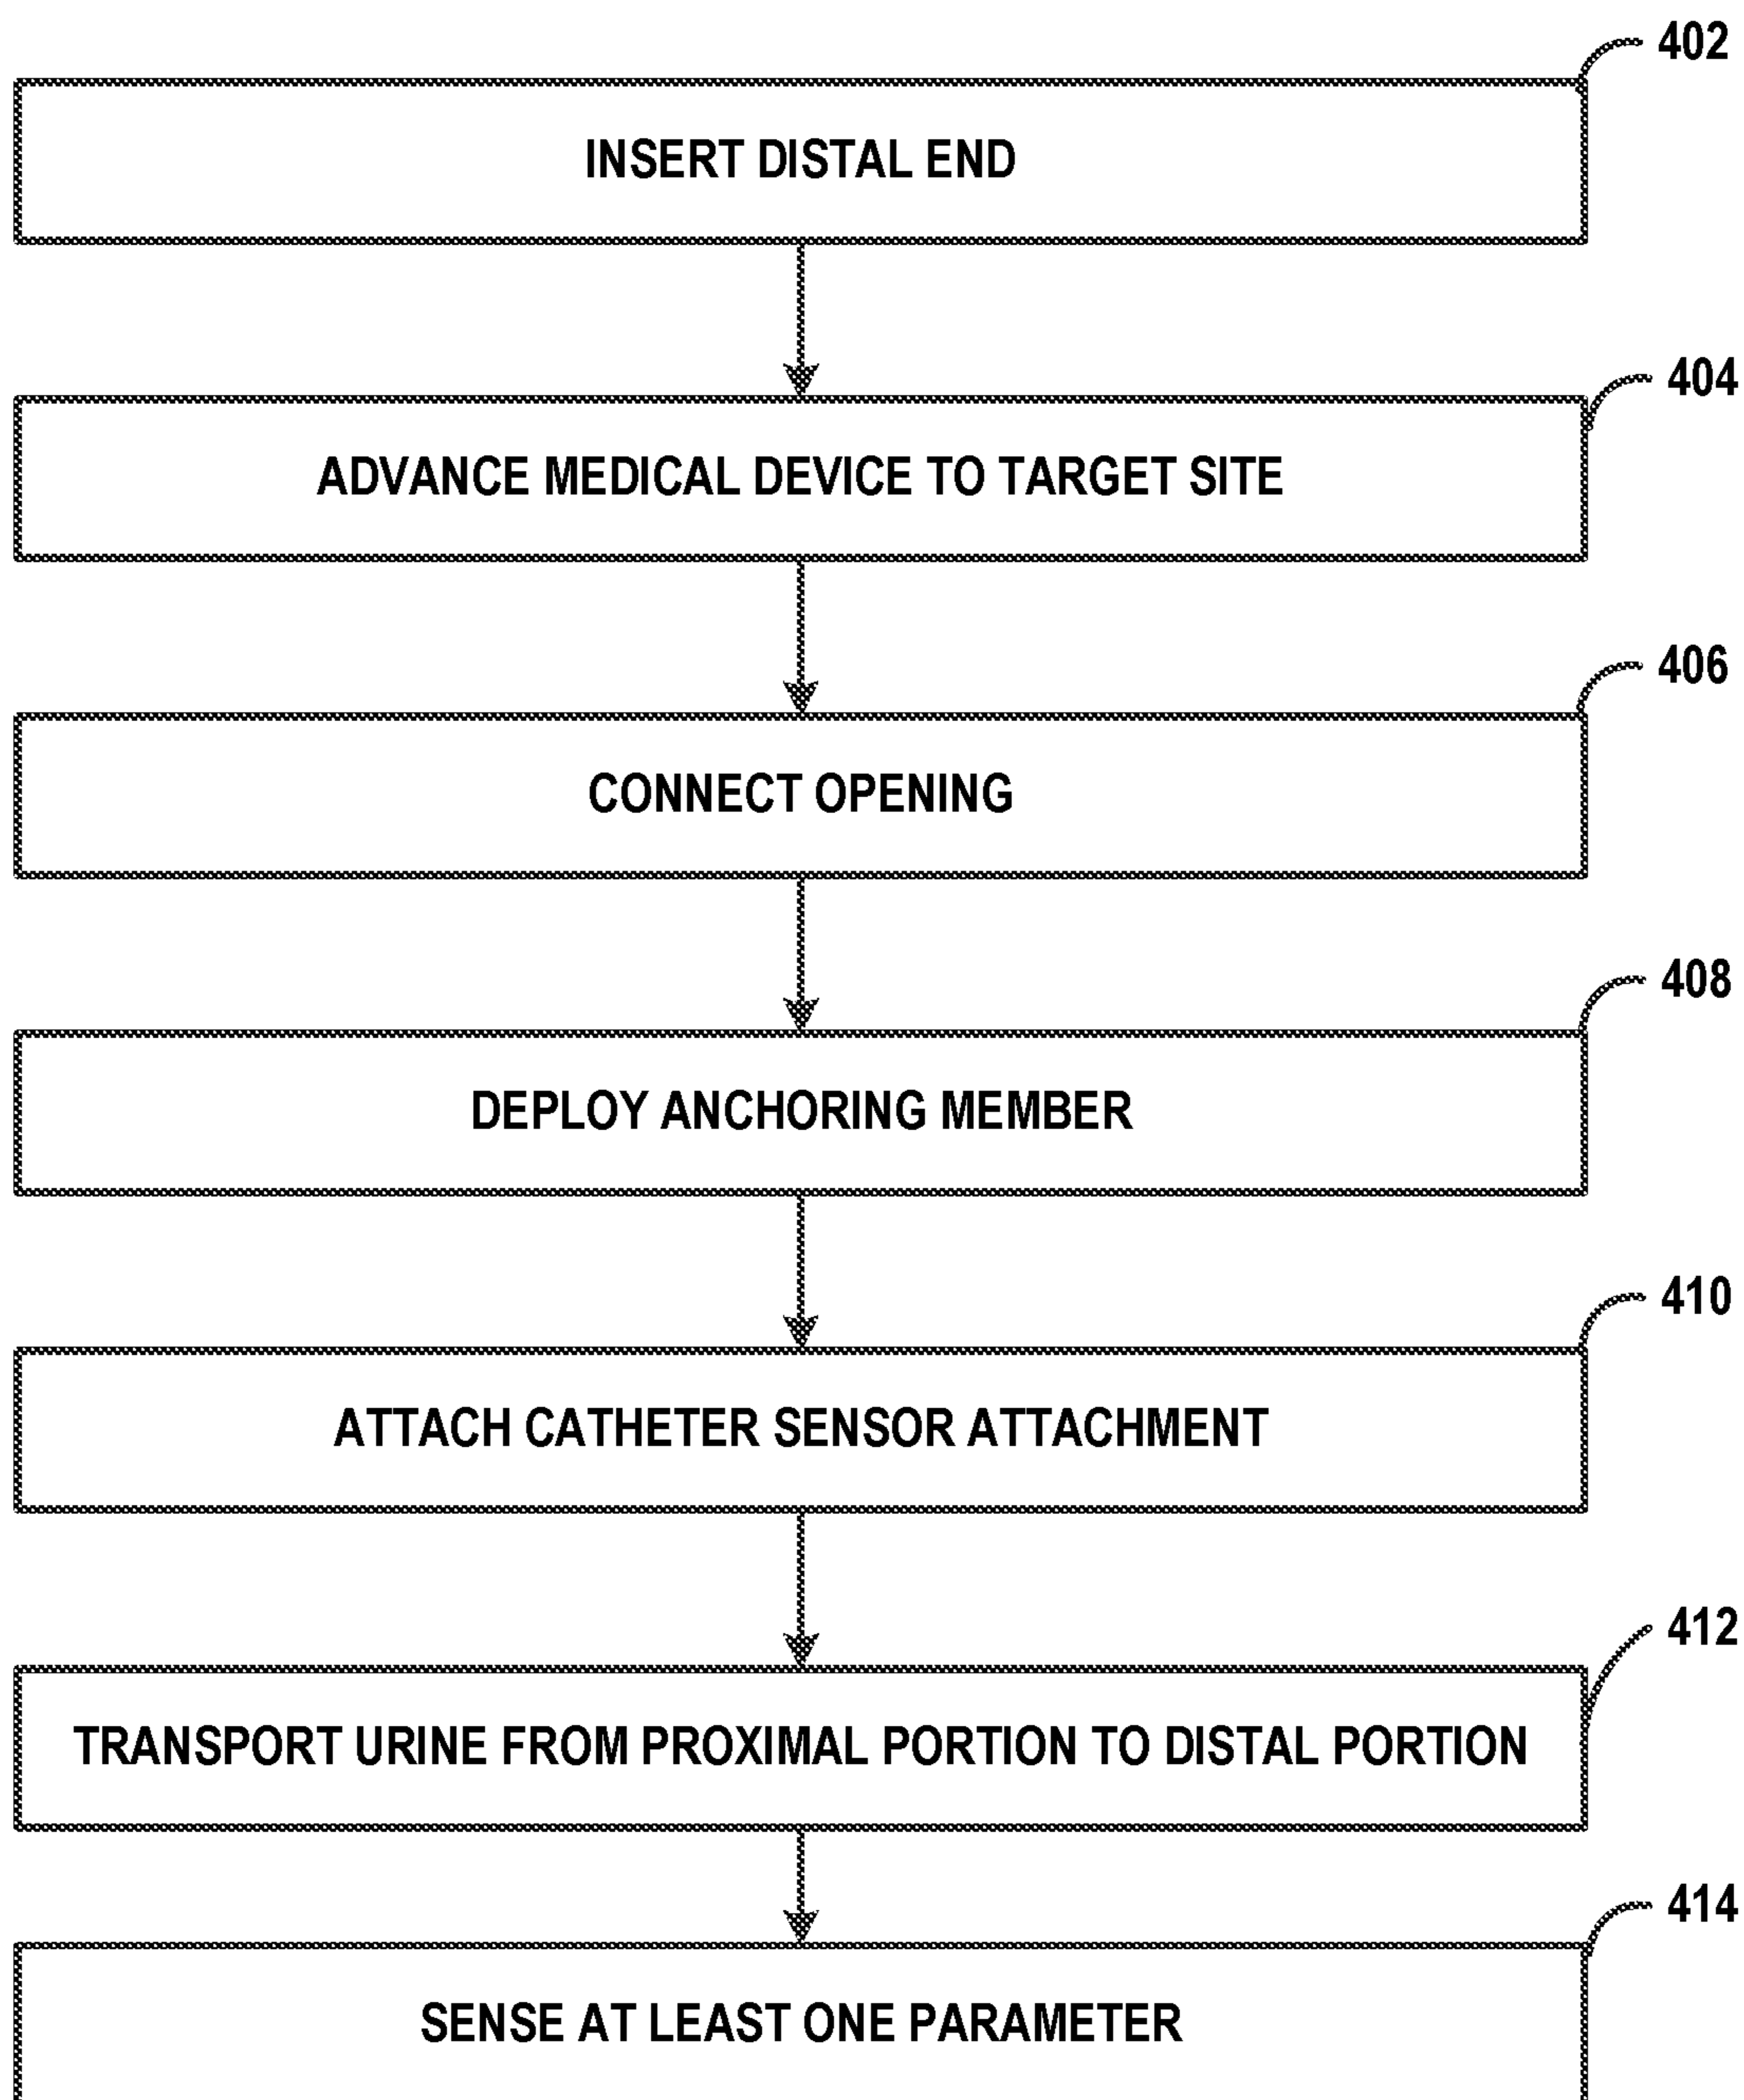 402
INSERT DISTAL END
404
ADVANCE MEDICAL DEVICE TO TARGET SITE
406
CONNECT OPENING
408
DEPLOY ANCHORING MEMBER
410
ATTACH CATHETER SENSOR ATTACHMENT
412
TRANSPORT URINE FROM PROXIMAL PORTION TO DISTAL PORTION
414
SENSE AT LEAST ONE PARAMETER